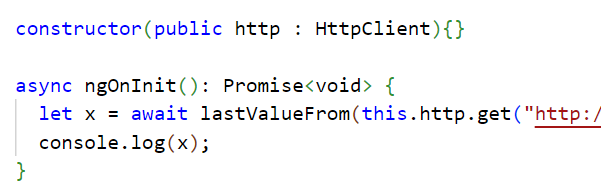 constructor(public http : HttpClient){}
async ngOnInit(): Promise<void> {
let x = await lastValueFrom(this.http.get("http:/
console.log(x);
}